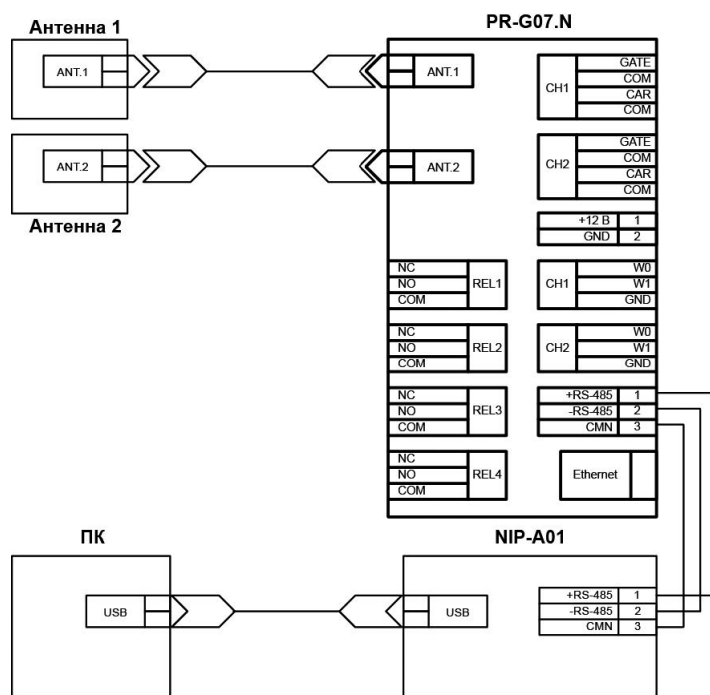 Антенна 1
ANT.1
ANT.2
Антенна 2
PR-G07.N
ANT.1
ANT.2
CH1
GATE
COM
CAR
COM
CH2
GATE
COM
CAR
COM
+12 В 1
GND 2
NC
NO
COM
REL1
CH1
W0
W1
GND
NC
NO
COM
REL2
CH2
W0
W1
GND
NC
NO
COM
REL3
+RS-485 1
-RS-485 2
CMN 3
NC
NO
COM
REL4
Ethernet
ПК
USB
NIP-A01
USB
+RS-485 1
-RS-485 2
CMN 3